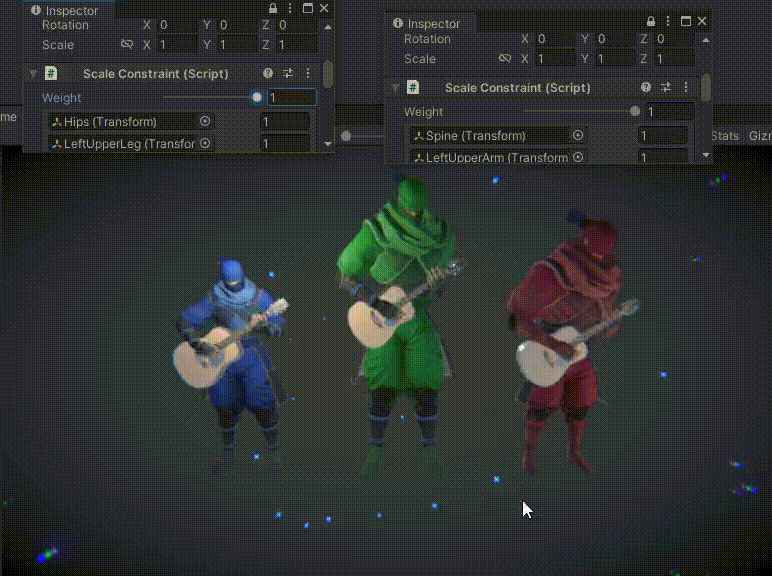 Inspector
Rotation X 0 Y 0 Z 0
Scale X 1 Y 1 Z 1
Scale Constraint (Script)
Weight 1
Hips (Transform) 1
LeftUpperLeg (Transfor 1
Inspector
Rotation X 0 Y 0 Z 0
Scale X 1 Y 1 Z 1
Scale Constraint (Script)
Weight 1
Spine (Transform) 1
LeftUpperArm (Transform 1
me
Stats Gizr